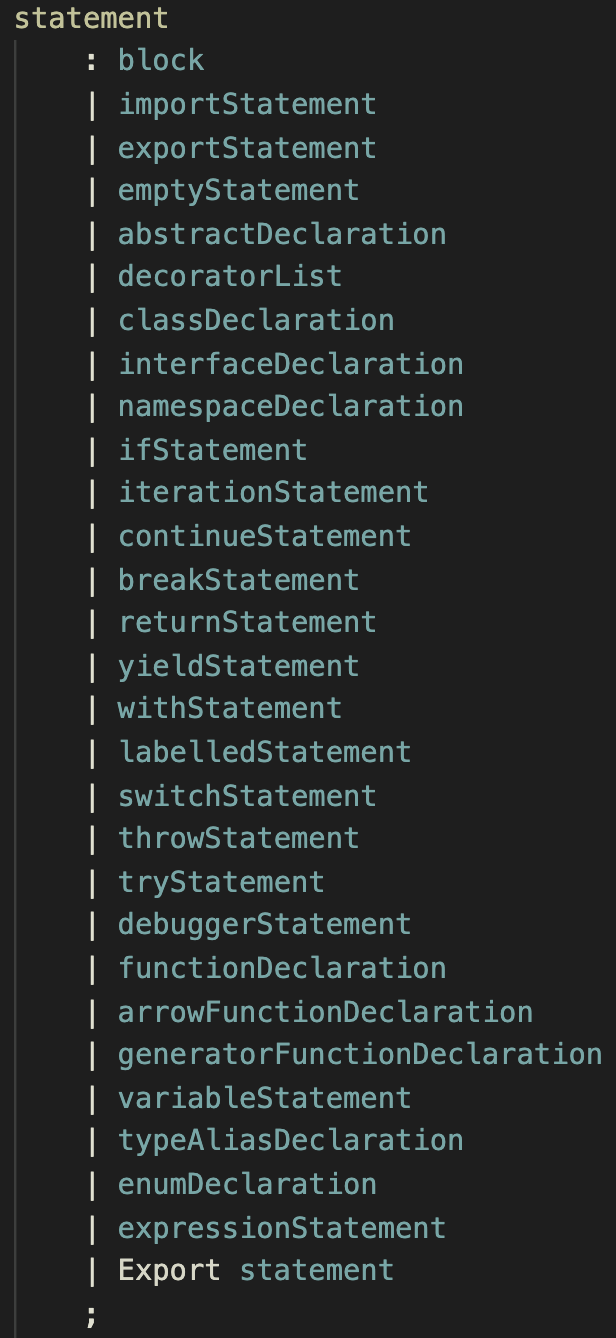 statement
: block
| importStatement
| exportStatement
| emptyStatement
| abstractDeclaration
| decoratorList
| classDeclaration
| interfaceDeclaration
| namespaceDeclaration
| ifStatement
| iterationStatement
| continueStatement
| breakStatement
| returnStatement
| yieldStatement
| withStatement
| labelledStatement
| switchStatement
| throwStatement
| tryStatement
| debuggerStatement
| functionDeclaration
| arrowFunctionDeclaration
| generatorFunctionDeclaration
| variableStatement
| typeAliasDeclaration
| enumDeclaration
| expressionStatement
| Export statement
;